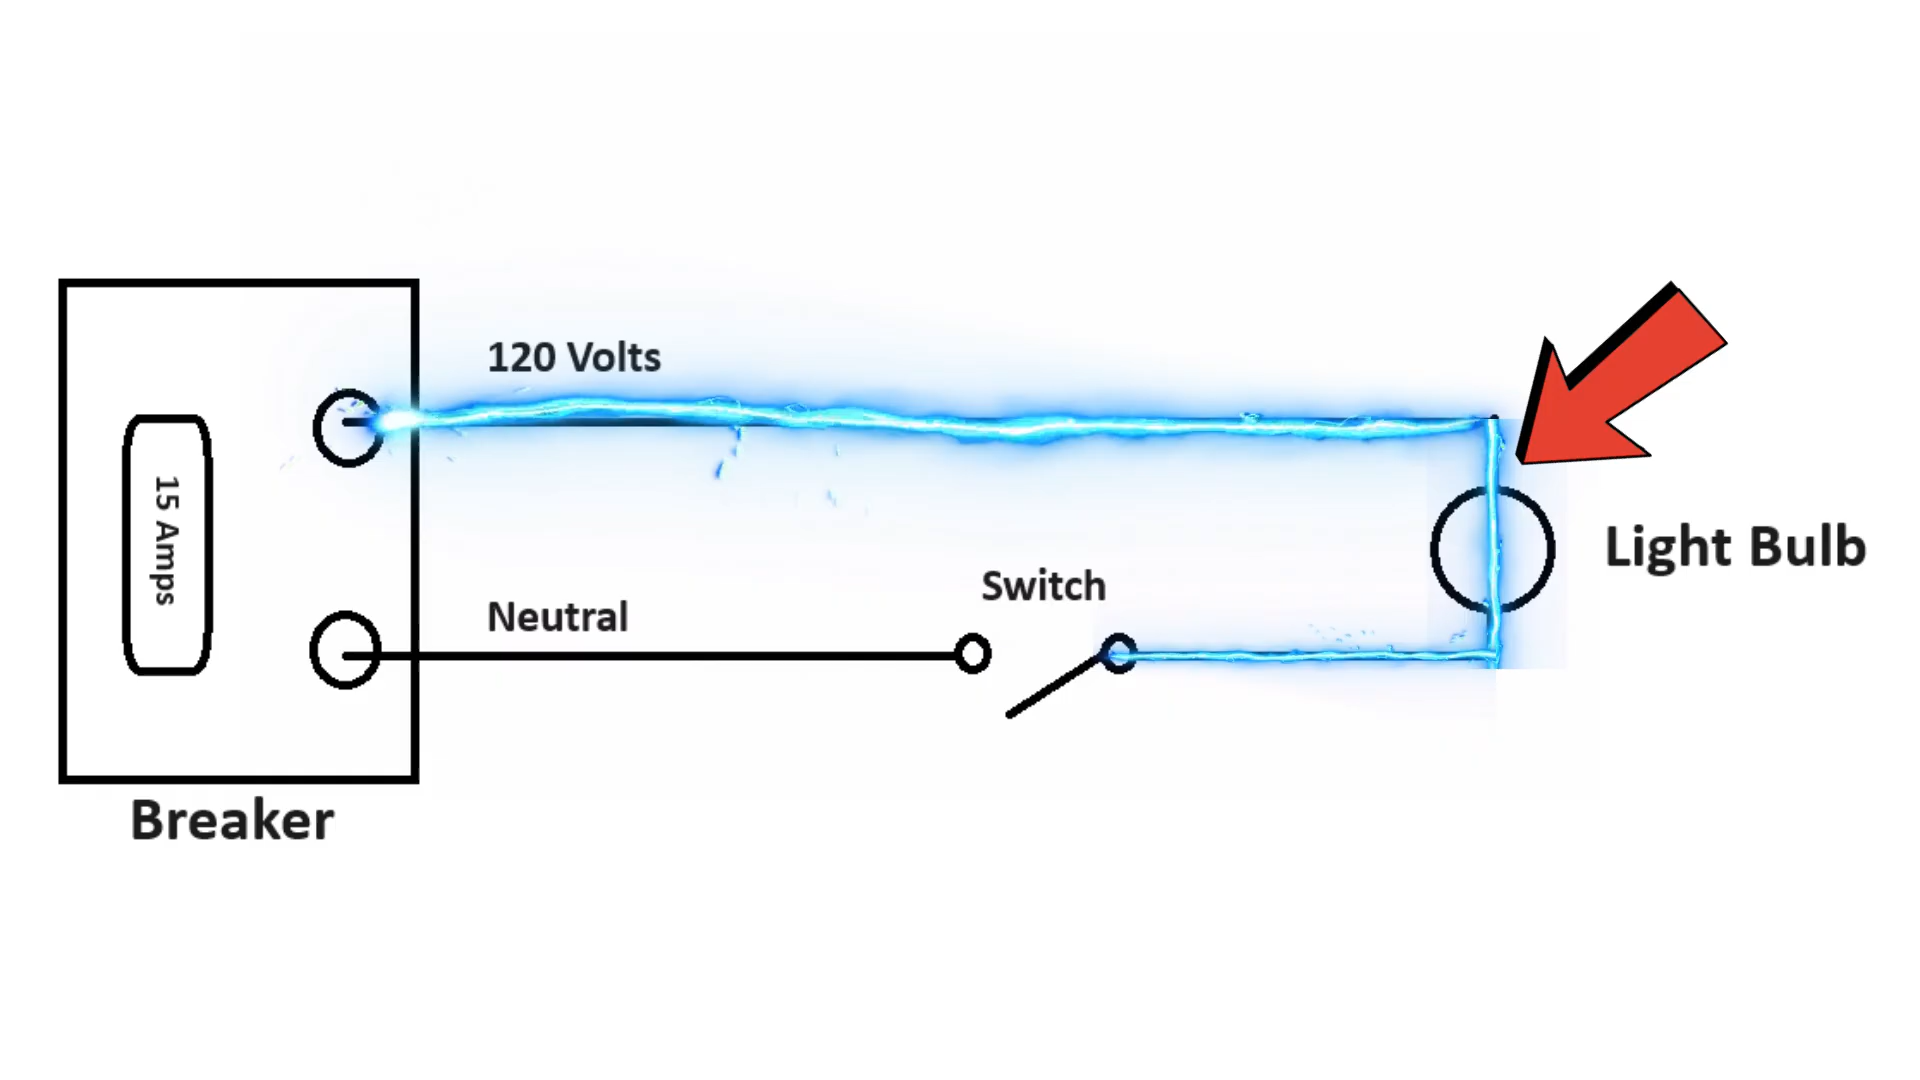 120 Volts
15 Amps
Light Bulb
Switch
Neutral
Breaker